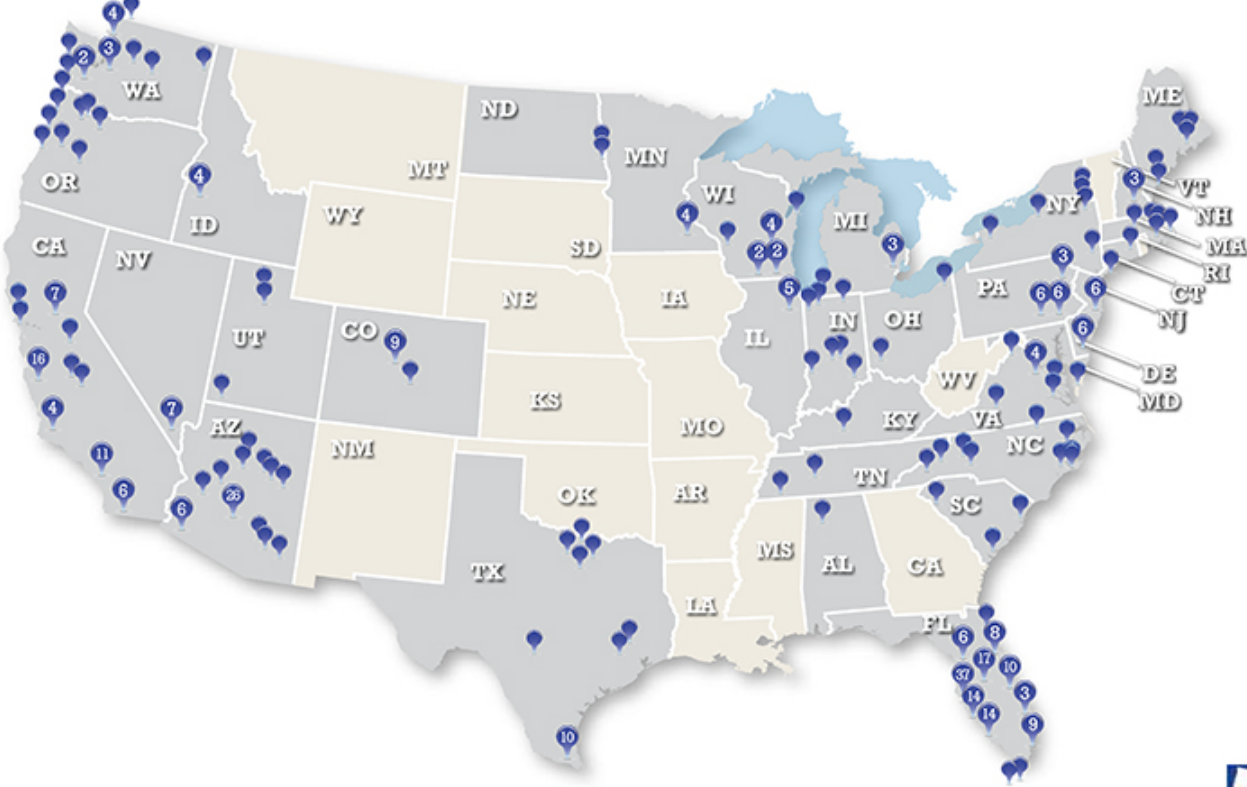 4
3
2
WA
ME
ND
MN
MT
OR
4
ID
WI
4
4
2 2
MI
3
NY
3
VT
NH
MA
RI
CT
NJ
DE
MD
WY
SD
CA
NV
7
16
4
11
6
7
UT
CO
9
NE
IA
5
IL
IN
OH
PA
3
6 6
6
6
4
WV
VA
KS
MO
KY
AZ
26
6
NM
OK
AR
TN
NC
SC
TX
10
LA
MS
AL
GA
FL
6
8
17
10
37
14
3
14
9